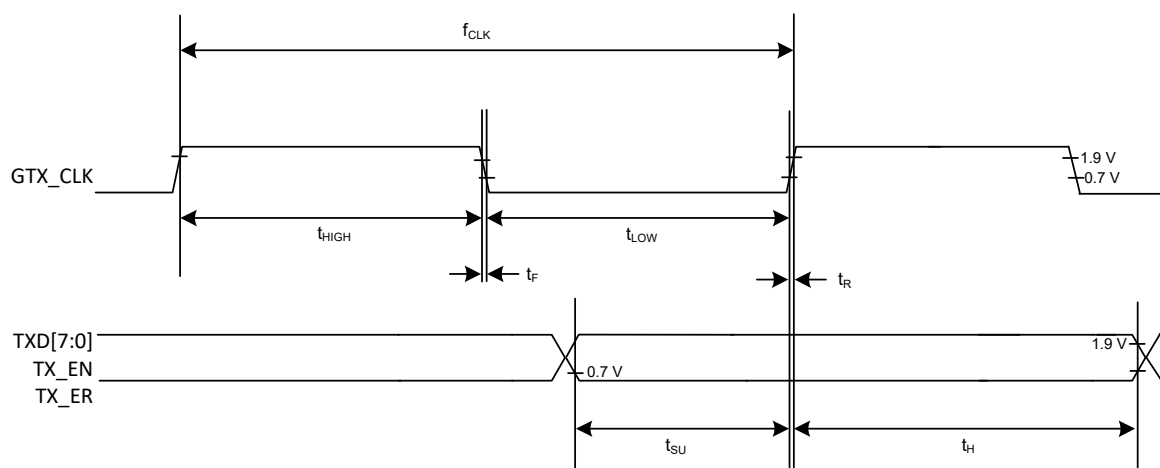 fCLK
GTX_CLK
1.9 V
0.7 V
tHIGH
tLOW
tF
tR
TXD[7:0]
TX_EN
TX_ER
1.9 V
0.7 V
tSU
tH